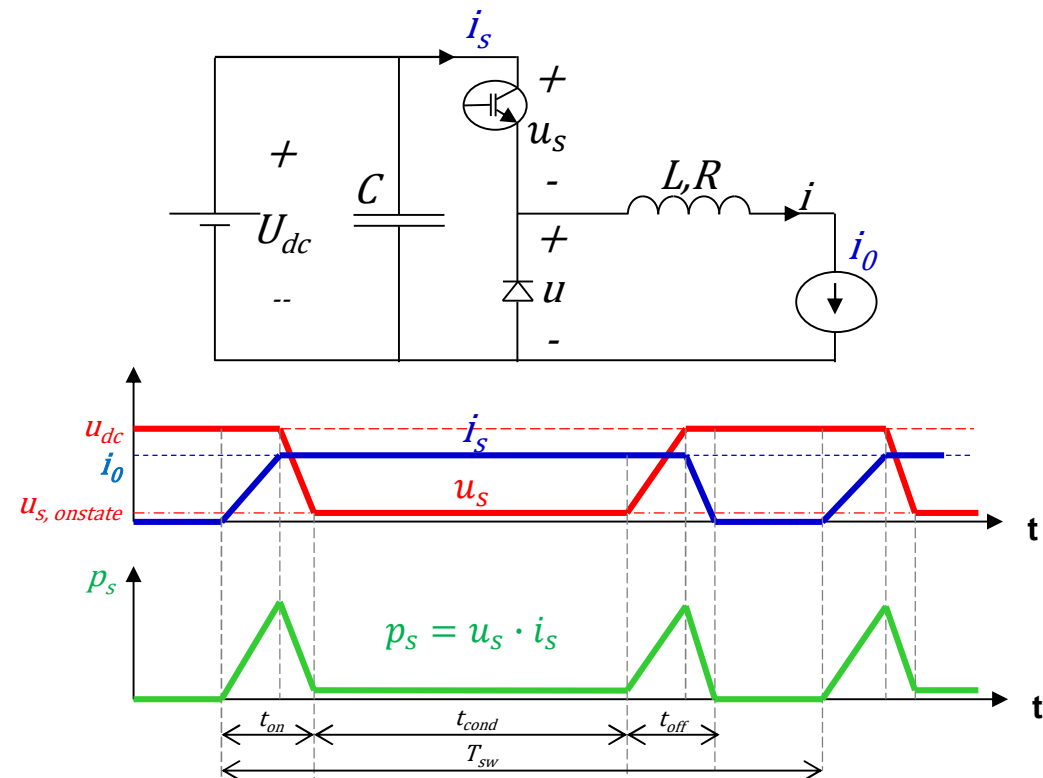 i_s
+
u_s
-
+
U_dc
--
C
L,R
i
+
u
-
i_0
u_dc
i_s
i_0
u_s
u_s, onstate
t
p_s
p_s = u_s · i_s
t
t_on
t_cond
t_off
T_sw